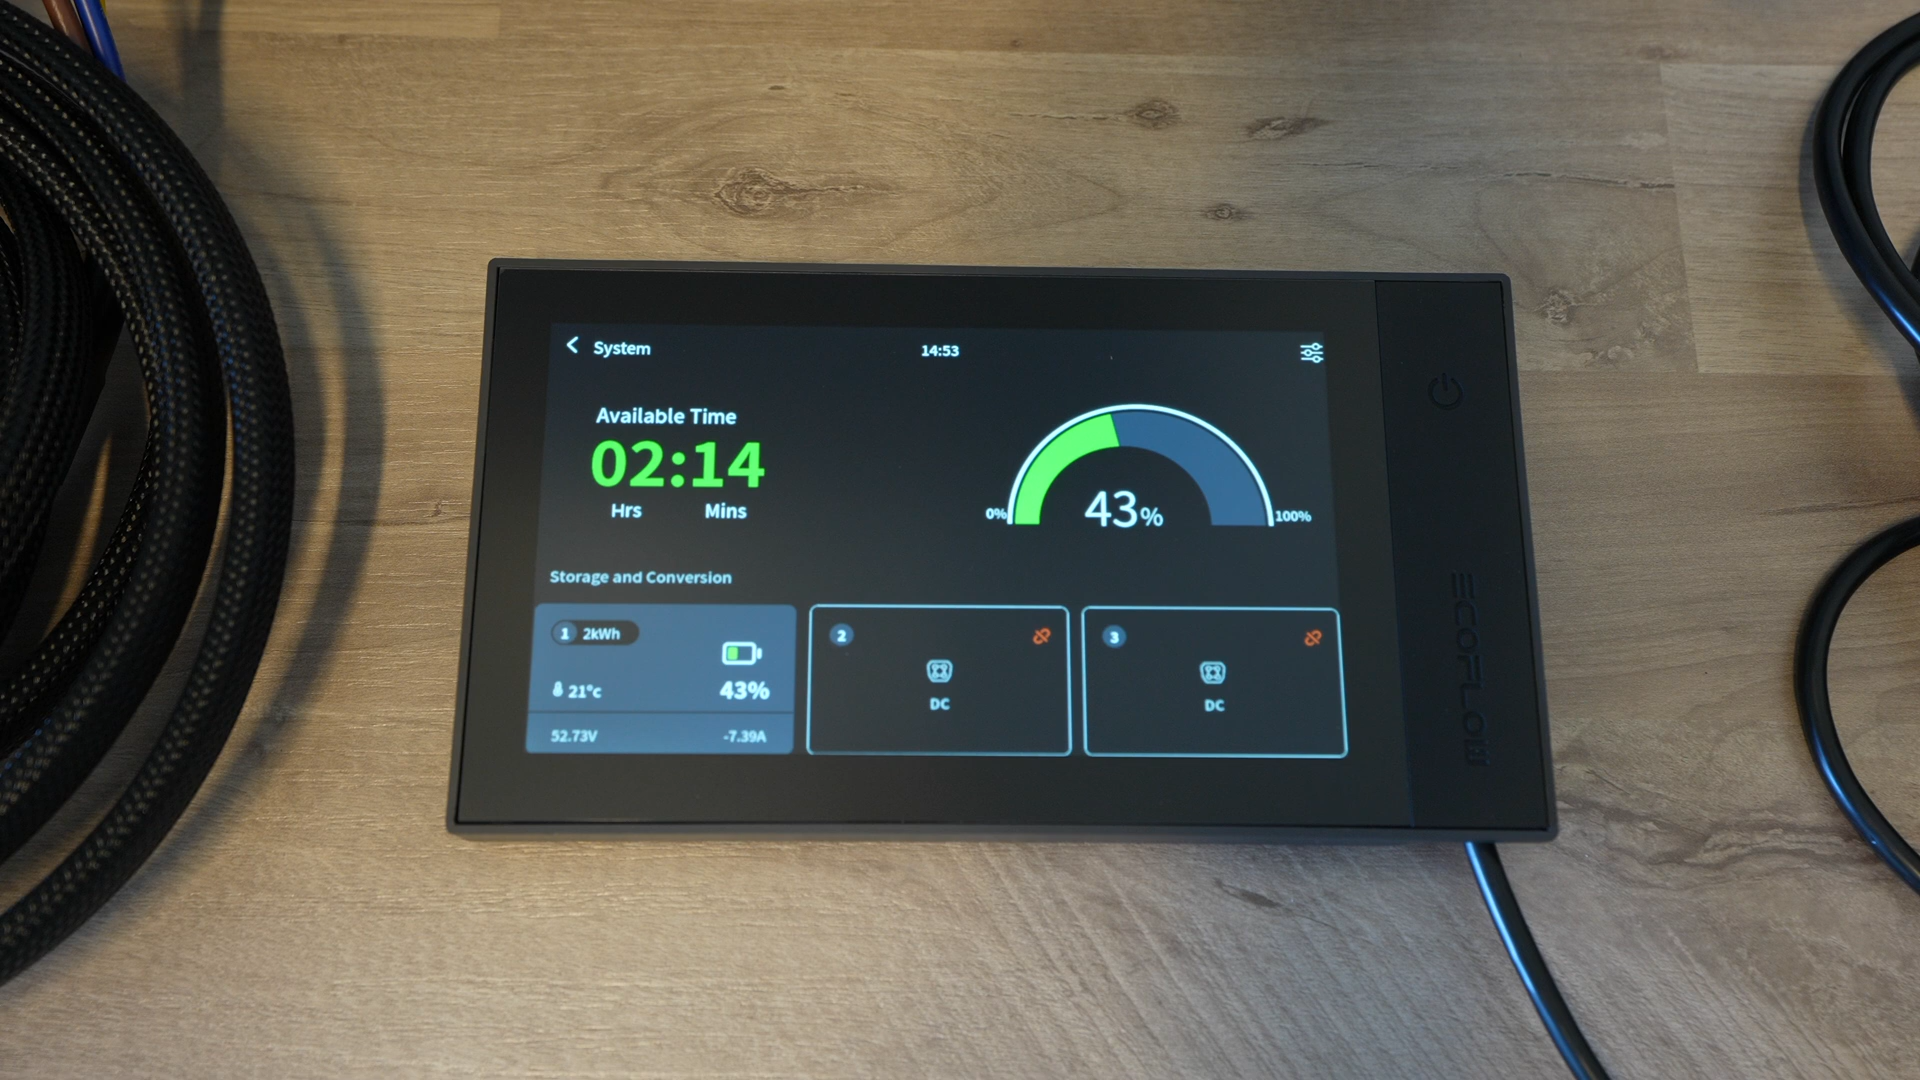 System
14:53
Available Time
02:14
Hrs Mins
0% 43% 100%
Storage and Conversion
1 2kWh
21°c 43%
52.73V -7.39A
2
DC
3
DC
ECOFLOW